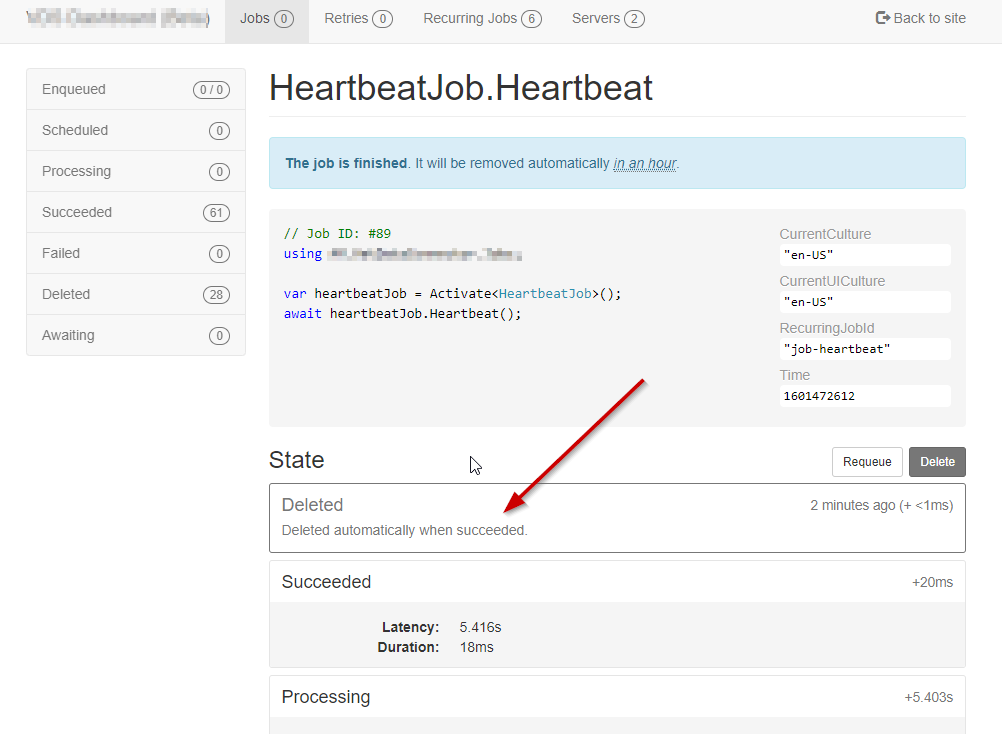 Jobs 0 Retries 0 Recurring Jobs 6 Servers 2 Back to site
Enqueued 0 / 0
Scheduled 0
Processing 0
Succeeded 61
Failed 0
Deleted 28
Awaiting 0
HeartbeatJob.Heartbeat
The job is finished. It will be removed automatically in an hour.
// Job ID: #89
using
var heartbeatJob = Activate<HeartbeatJob>();
await heartbeatJob.Heartbeat();
CurrentCulture
"en-US"
CurrentUICulture
"en-US"
RecurringJobId
"job-heartbeat"
Time
1601472612
State Requeue Delete
Deleted 2 minutes ago (+ <1ms)
Deleted automatically when succeeded.
Succeeded +20ms
Latency: 5.416s
Duration: 18ms
Processing +5.403s